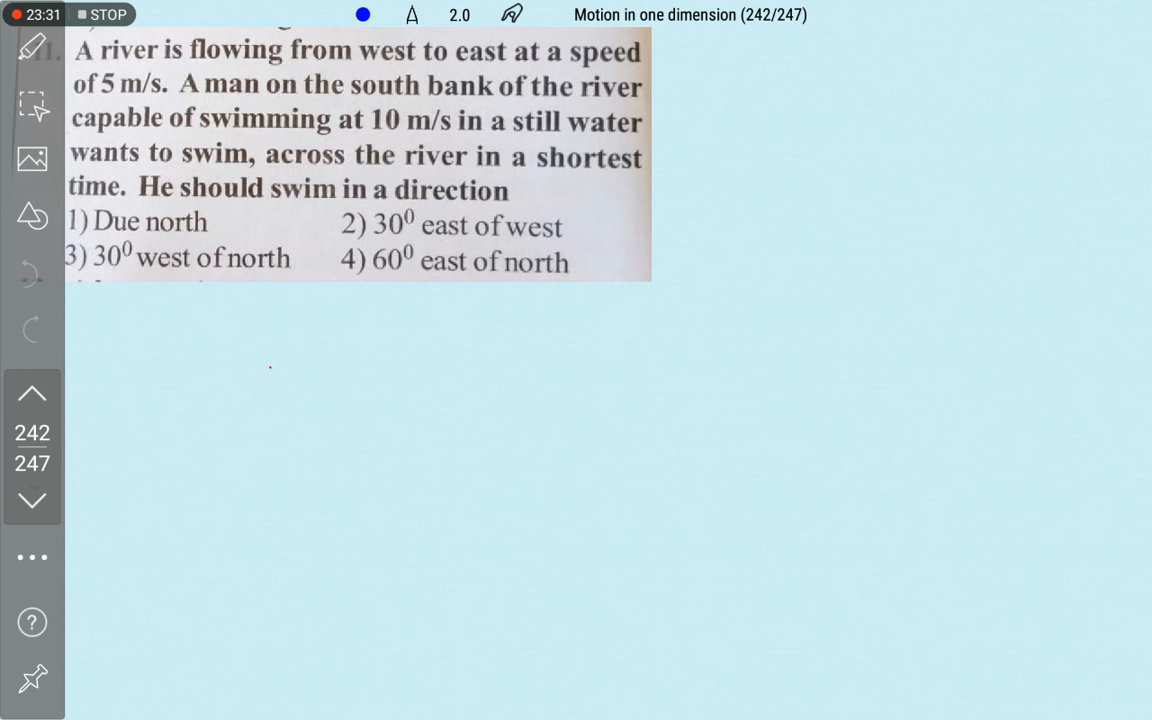 23:31 STOP
2.0
Motion in one dimension (242/247)
A river is flowing from west to east at a speed
of 5 m/s. A man on the south bank of the river
capable of swimming at 10 m/s in a still water
wants to swim, across the river in a shortest
time. He should swim in a direction
1) Due north 2) 30⁰ east of west
3) 30⁰ west of north 4) 60⁰ east of north
242
247
?